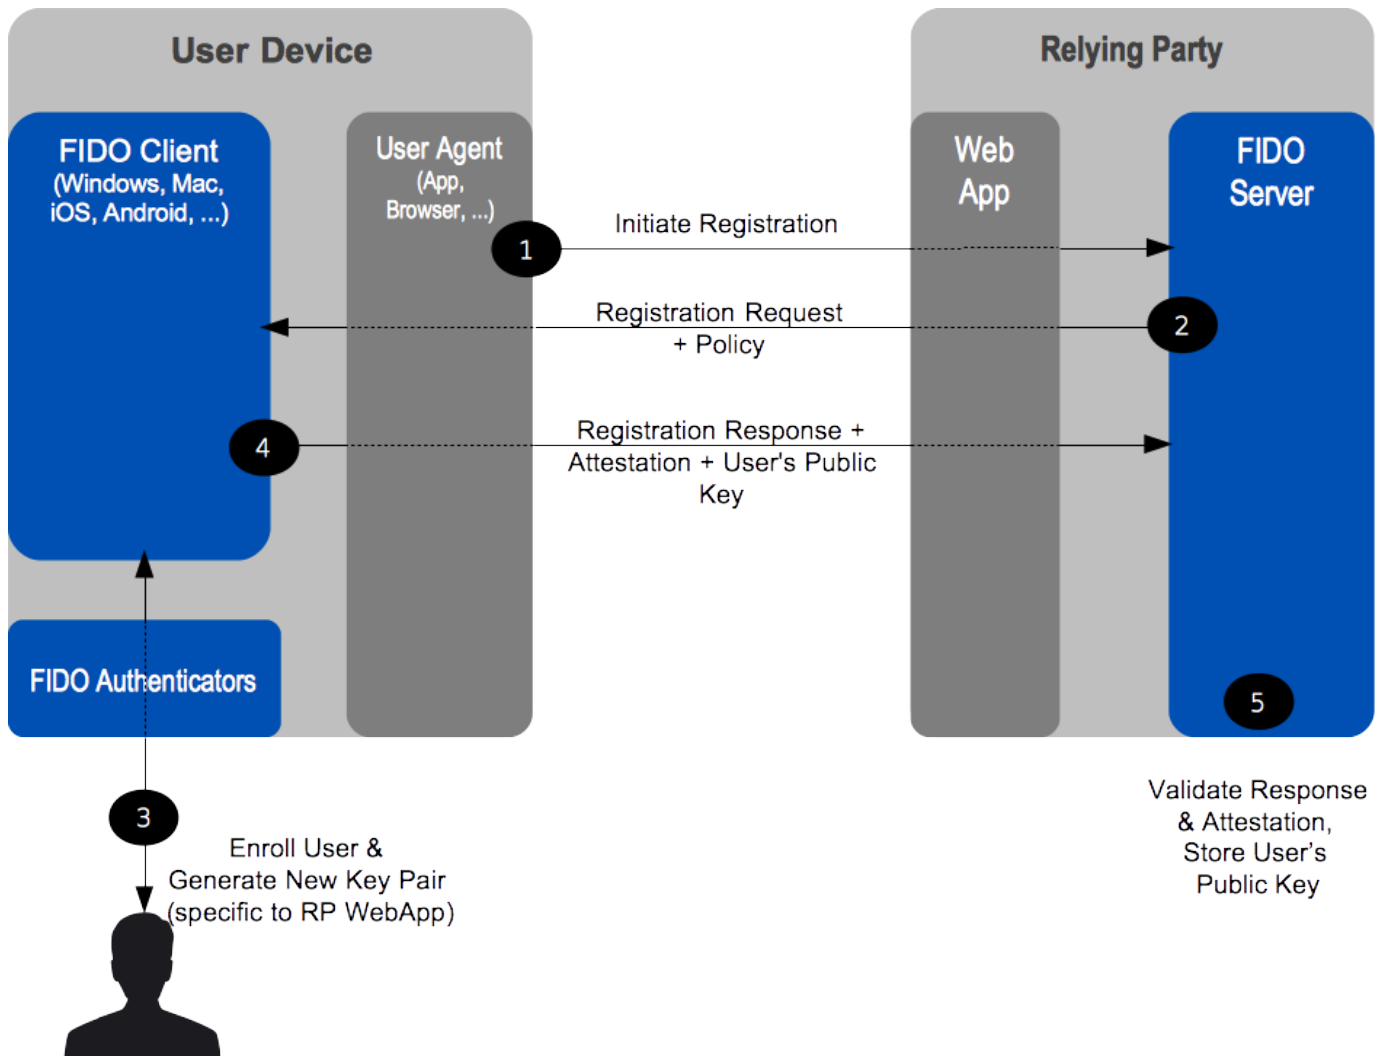 User Device
Relying Party
FIDO Client
(Windows, Mac,
iOS, Android, ...)
User Agent
(App,
Browser, ...)
Web
App
FIDO
Server
1
Initiate Registration
2
Registration Request
+ Policy
4
Registration Response +
Attestation + User's Public
Key
FIDO Authenticators
5
3
Enroll User &
Generate New Key Pair
(specific to RP WebApp)
Validate Response
& Attestation,
Store User’s
Public Key